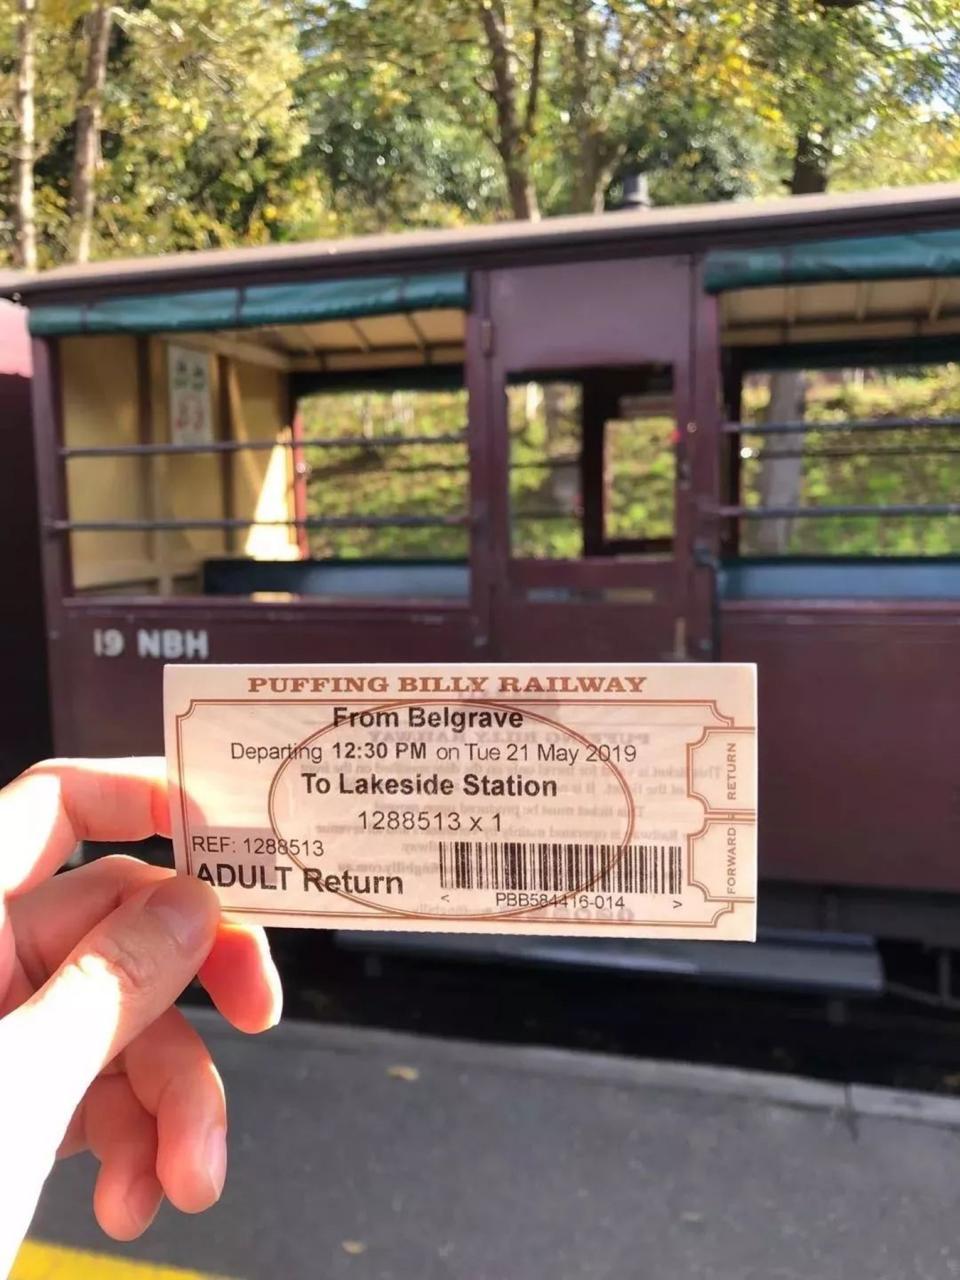 19 NBH
PUFFING BILLY RAILWAY
From Belgrave
Departing 12:30 PM on Tue 21 May 2019
To Lakeside Station
1288513 x 1
REF: 1288513
ADULT Return
< PBB584416-014 >
RETURN
FORWARD